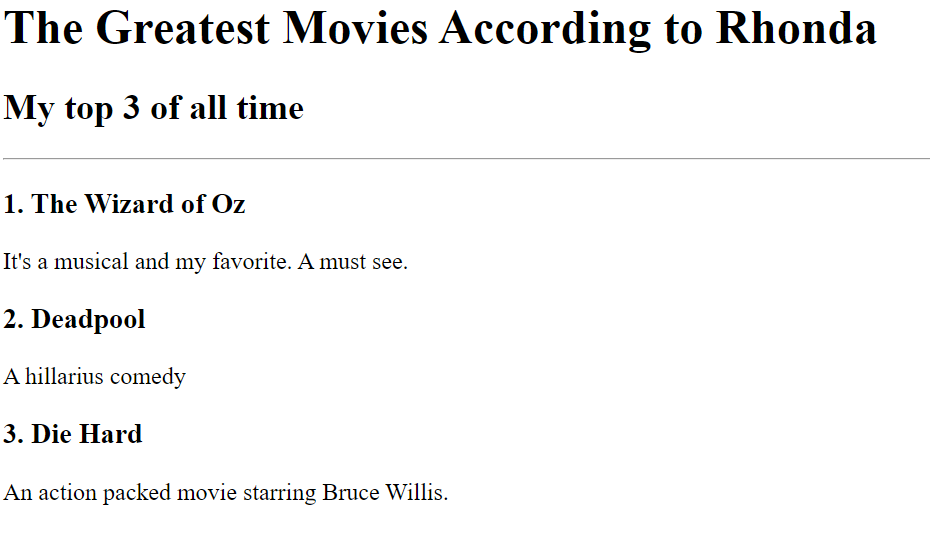 The Greatest Movies According to Rhonda
My top 3 of all time
1. The Wizard of Oz
It's a musical and my favorite. A must see.
2. Deadpool
A hillarius comedy
3. Die Hard
An action packed movie starring Bruce Willis.